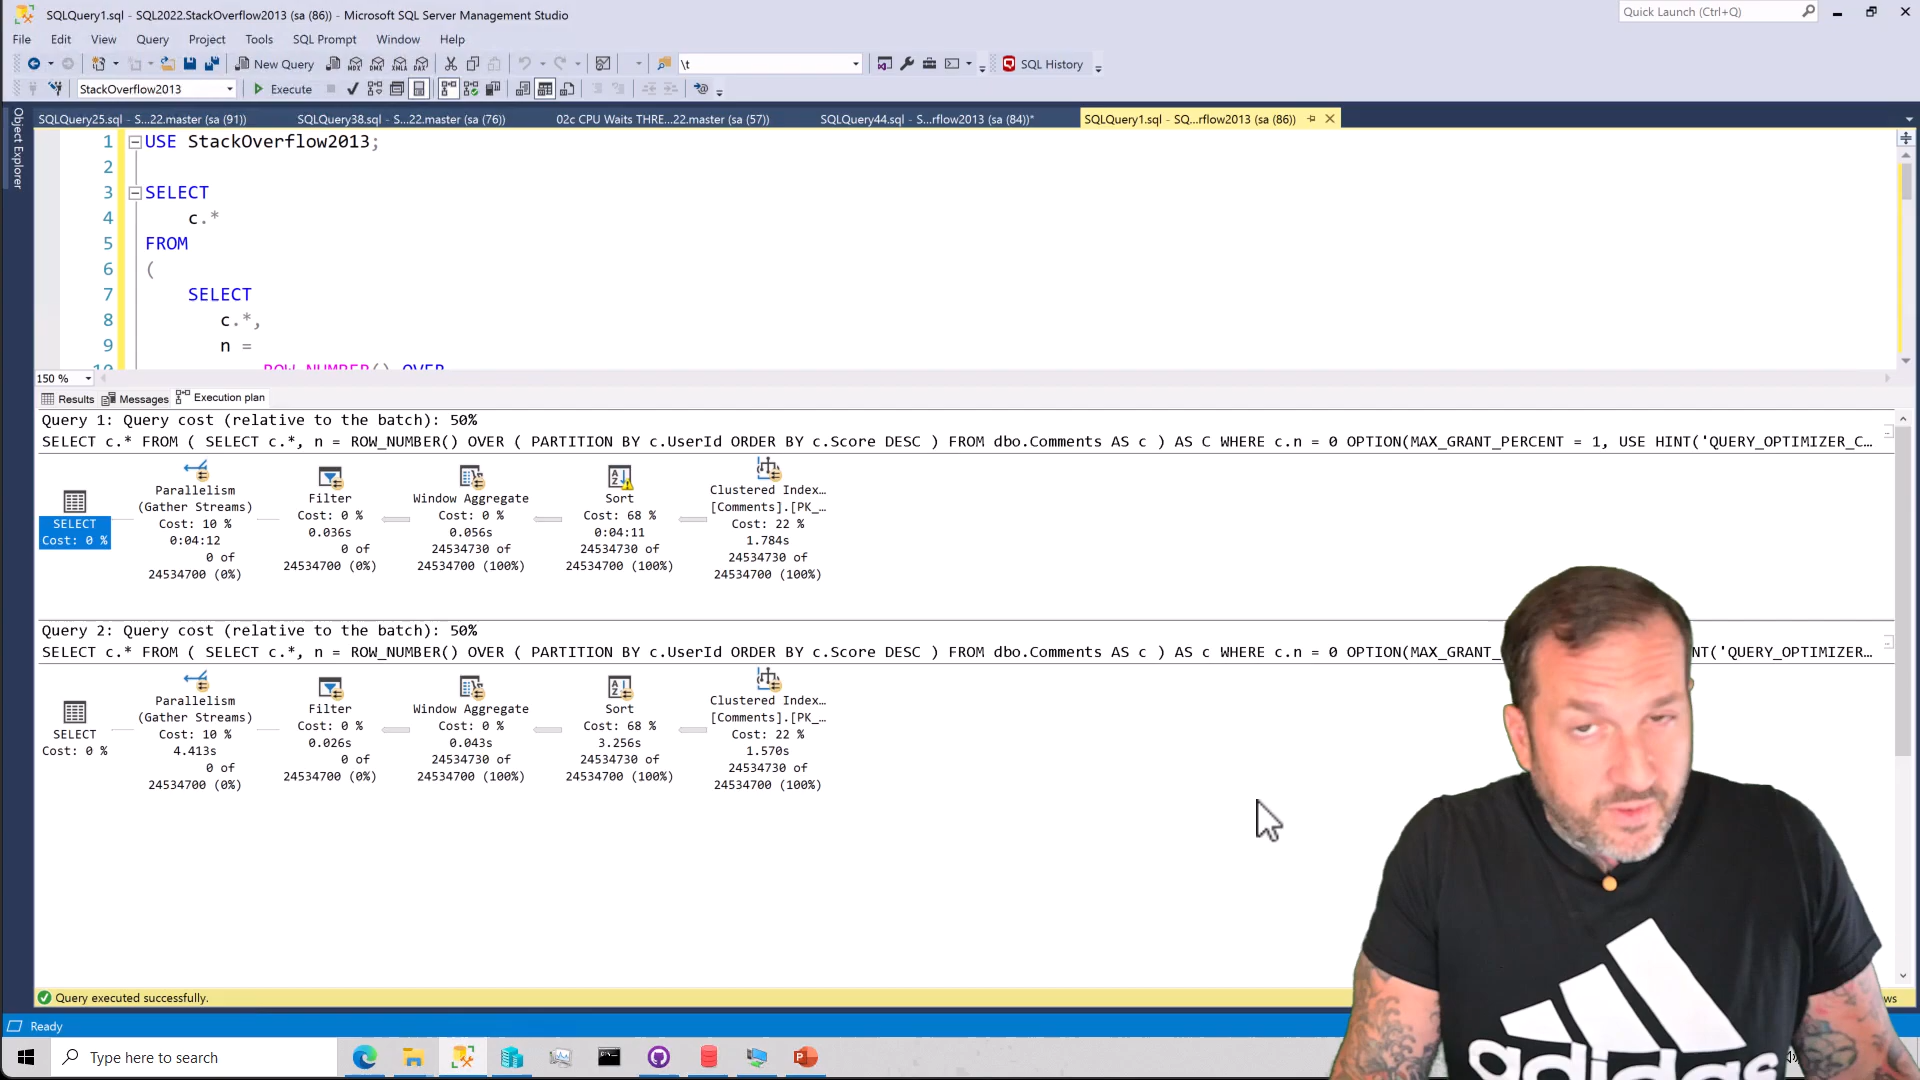 SQLQuery1.sql - SQL2022.StackOverflow2013 (sa (86)) - Microsoft SQL Server Management Studio
Quick Launch (Ctrl+Q)
File Edit View Query Project Tools SQL Prompt Window Help
New Query \t SQL History
StackOverflow2013 Execute
SQLQuery25.sql - S...22.master (sa (91)) SQLQuery38.sql - S...22.master (sa (76)) 02c CPU Waits THRE...22.master (sa (57)) SQLQuery44.sql - S...rflow2013 (sa (84))* SQLQuery1.sql - SQ...rflow2013 (sa (86))
Object Explorer
1 USE StackOverflow2013;
2
3 SELECT
4 c.*
5 FROM
6 (
7 SELECT
8 c.*,
9 n =
10 ROW_NUMBER() OVER
150 %
Results Messages Execution plan
Query 1: Query cost (relative to the batch): 50%
SELECT c.* FROM ( SELECT c.*, n = ROW_NUMBER() OVER ( PARTITION BY c.UserId ORDER BY c.Score DESC ) FROM dbo.Comments AS c ) AS C WHERE c.n = 0 OPTION(MAX_GRANT_PERCENT = 1, USE HINT('QUERY_OPTIMIZER_C...
SELECT
Cost: 0 %
Parallelism
(Gather Streams)
Cost: 10 %
0:04:12
0 of
24534700 (0%)
Filter
Cost: 0 %
0.036s
0 of
24534700 (0%)
Window Aggregate
Cost: 0 %
0.056s
24534730 of
24534700 (100%)
Sort
Cost: 68 %
0:04:11
24534730 of
24534700 (100%)
Clustered Index...
[Comments].[PK_...
Cost: 22 %
1.784s
24534730 of
24534700 (100%)
Query 2: Query cost (relative to the batch): 50%
SELECT c.* FROM ( SELECT c.*, n = ROW_NUMBER() OVER ( PARTITION BY c.UserId ORDER BY c.Score DESC ) FROM dbo.Comments AS c ) AS c WHERE c.n = 0 OPTION(MAX_GRANT_ NT('QUERY_OPTIMIZER...
SELECT
Cost: 0 %
Parallelism
(Gather Streams)
Cost: 10 %
4.413s
0 of
24534700 (0%)
Filter
Cost: 0 %
0.026s
0 of
24534700 (0%)
Window Aggregate
Cost: 0 %
0.043s
24534730 of
24534700 (100%)
Sort
Cost: 68 %
3.256s
24534730 of
24534700 (100%)
Clustered Index...
[Comments].[PK_...
Cost: 22 %
1.570s
24534730 of
24534700 (100%)
Query executed successfully.
ws
Ready
Type here to search
adidas